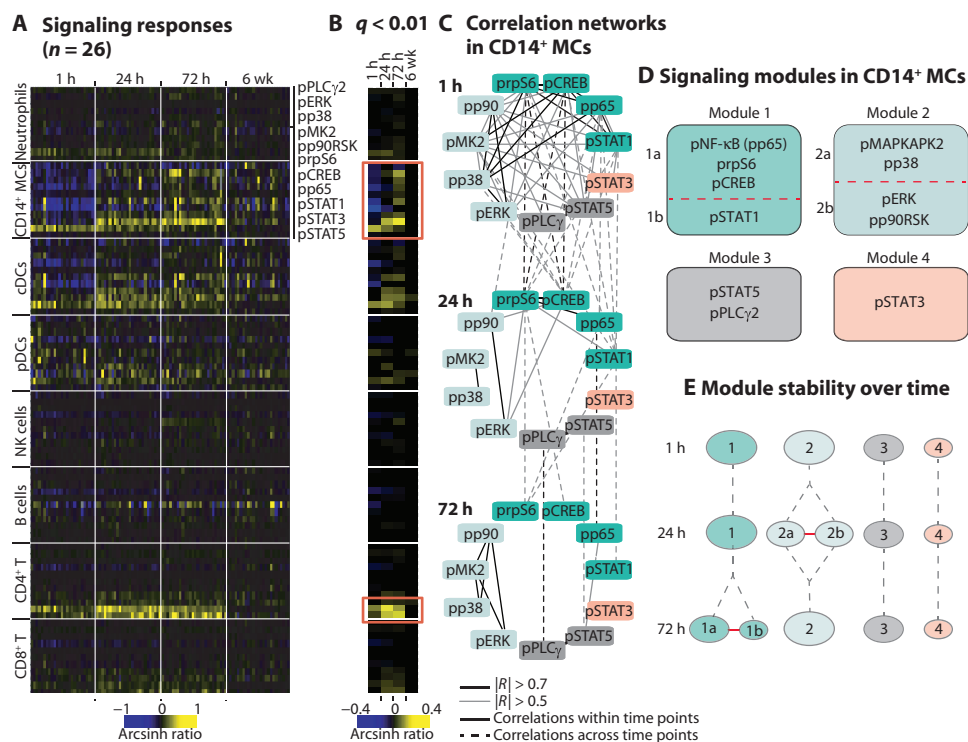 A Signaling responses
(n = 26)
1 h 24 h 72 h 6 wk
Neutrophils
CD14⁺ MCs
cDCs
pDCs
NK cells
B cells
CD4⁺ T
CD8⁺ T
pPLCγ2
pERK
pp38
pMK2
pp90RSK
prpS6
pCREB
pp65
pSTAT1
pSTAT3
pSTAT5
−1 0 1
Arcsinh ratio
B q < 0.01
1 h
24 h
72 h
6 wk
−0.4 0 0.4
Arcsinh ratio
C Correlation networks
in CD14⁺ MCs
1 h
prpS6 pCREB
pp90 pp65
pMK2 pSTAT1
pp38 pSTAT3
pERK pSTAT5
pPLCγ
24 h
prpS6 pCREB
pp90 pp65
pMK2 pSTAT1
pp38 pSTAT3
pERK pSTAT5
pPLCγ
72 h
prpS6 pCREB
pp90 pp65
pMK2 pSTAT1
pp38 pSTAT3
pERK pSTAT5
pPLCγ
|R| > 0.7
|R| > 0.5
Correlations within time points
Correlations across time points
D Signaling modules in CD14⁺ MCs
Module 1
1a
pNF-κB (pp65)
prpS6
pCREB
1b
pSTAT1
Module 2
2a
pMAPKAPK2
pp38
2b
pERK
pp90RSK
Module 3
pSTAT5
pPLCγ2
Module 4
pSTAT3
E Module stability over time
1 h 1 2 3 4
24 h 1 2a 2b 3 4
72 h 1a 1b 2 3 4